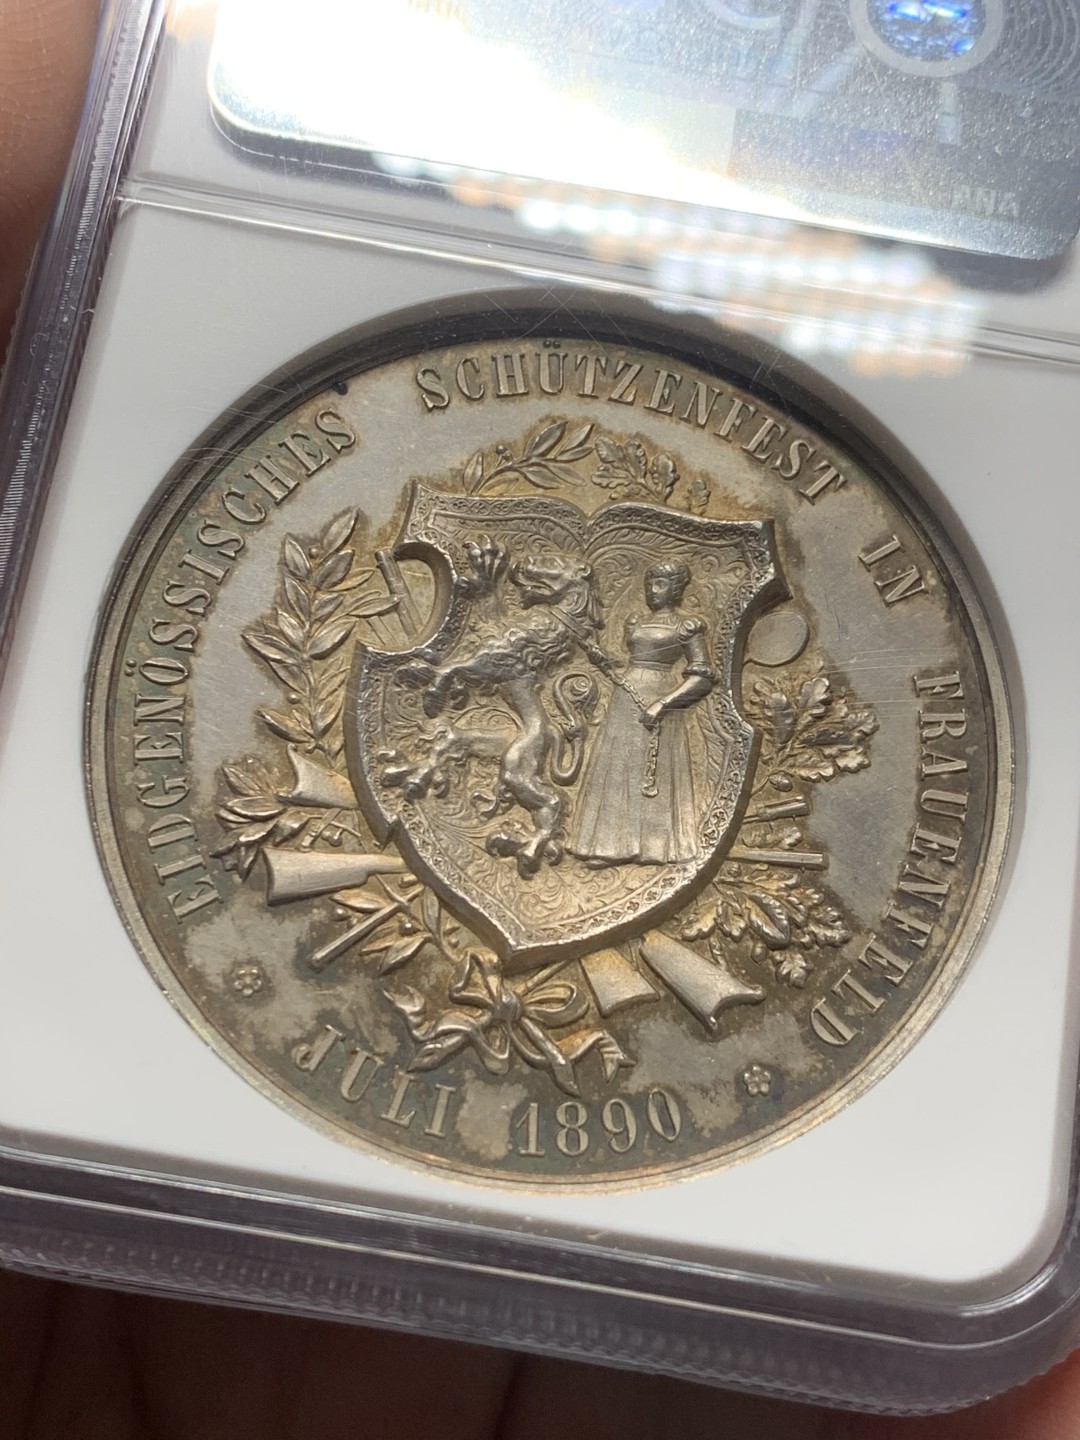 EIDGENÖSSISCHES SCHÜTZENFEST IN FRAUENFELD
JULI 1890